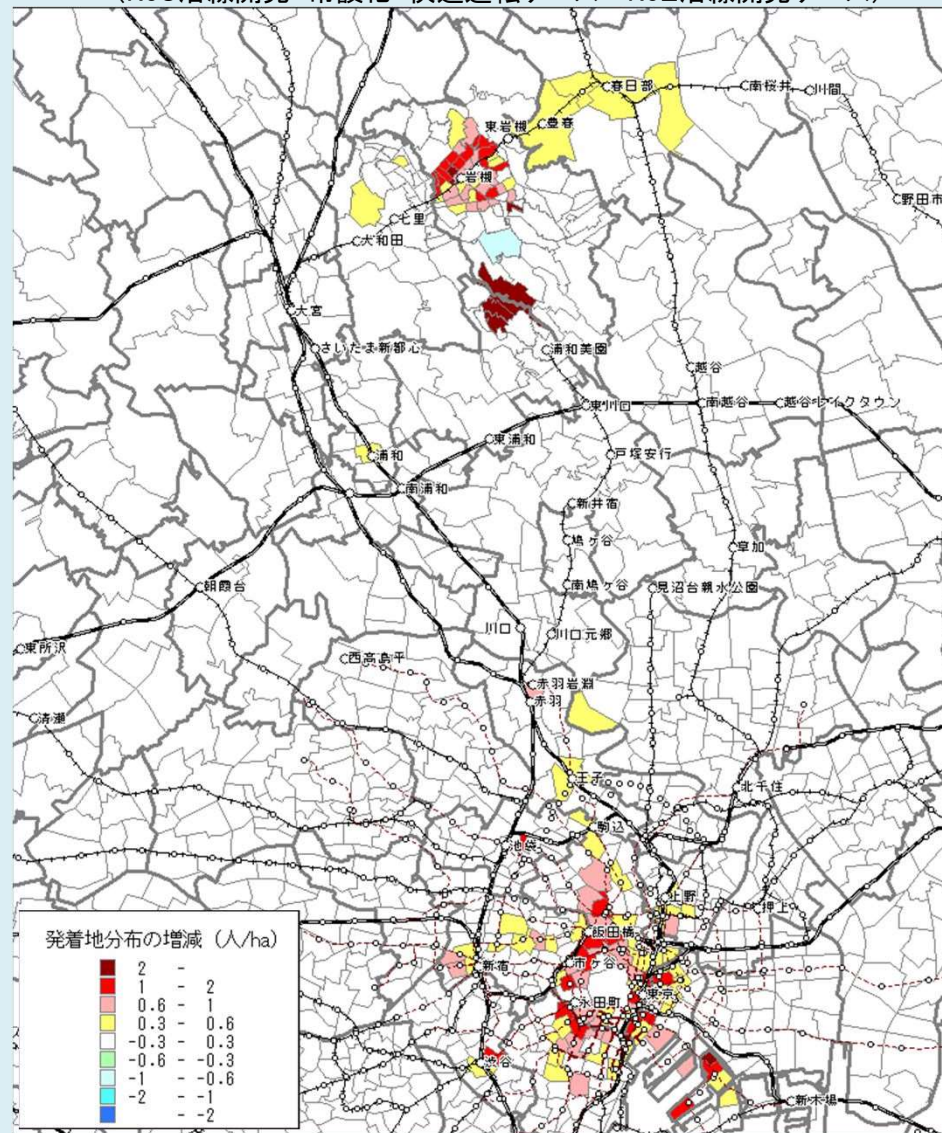 春日部
南桜井
川間
東岩槻
豊春
岩槻
野田市
七里
大和田
大宮
さいたま新都心
浦和美園
越谷
東川口
南越谷
越谷レイクタウン
東浦和
浦和
戸塚安行
南浦和
新井宿
鳩ヶ谷
草加
朝霞台
南鳩ヶ谷
見沼台親水公園
川口
川口元郷
東所沢
西高島平
赤羽岩淵
赤羽
清瀬
王子
北千住
駒込
池袋
上野
押上
飯田橋
新宿
市ヶ谷
永田町
東京
渋谷
新木場
発着地分布の増減 (人/ha)
2 -
1 - 2
0.6 - 1
0.3 - 0.6
-0.3 - 0.3
-0.6 - -0.3
-1 - -0.6
-2 - -1
- -2